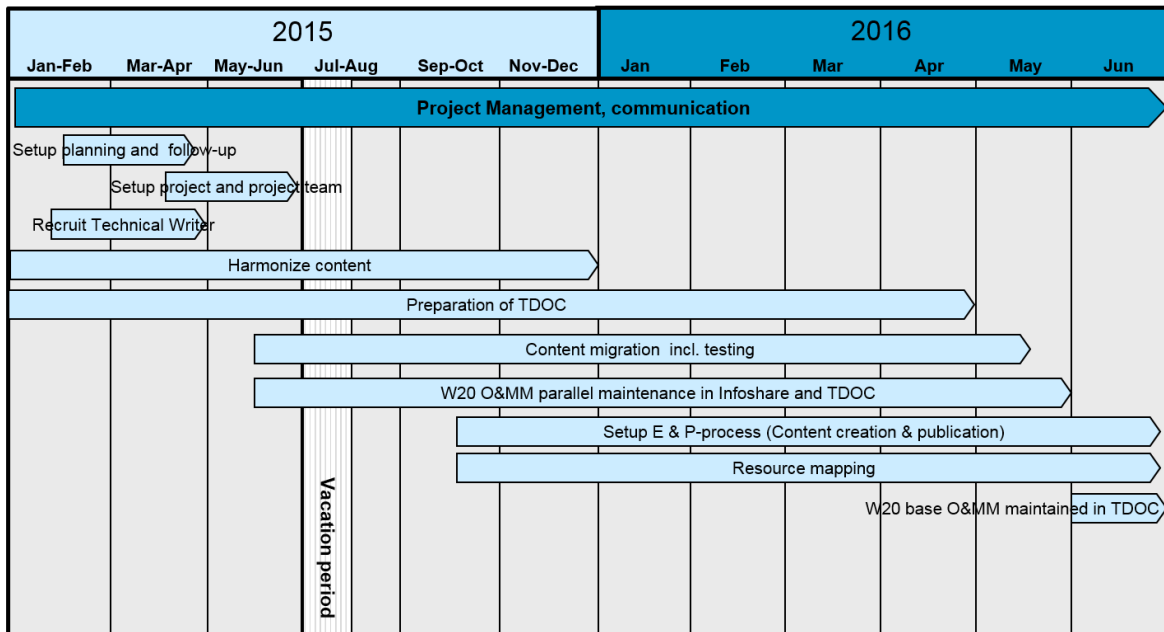 2015
2016
Jan-Feb
Mar-Apr
May-Jun
Jul-Aug
Sep-Oct
Nov-Dec
Jan
Feb
Mar
Apr
May
Jun
Project Management, communication
Setup planning and follow-up
Setup project and project team
Recruit Technical Writer
Harmonize content
Preparation of TDOC
Content migration incl. testing
W20 O&MM parallel maintenance in Infoshare and TDOC
Setup E & P-process (Content creation & publication)
Resource mapping
W20 base O&MM maintained in TDOC
Vacation period